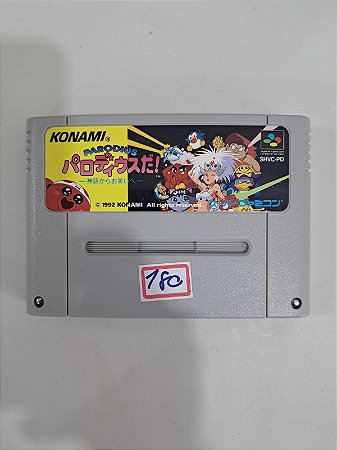 KONAMI®
PARODIUS
パロディウスだ!
－神話からお笑いへ－
© 1992 KONAMI All rights reserved.
SHVC-PD
スーパーファミコン
180